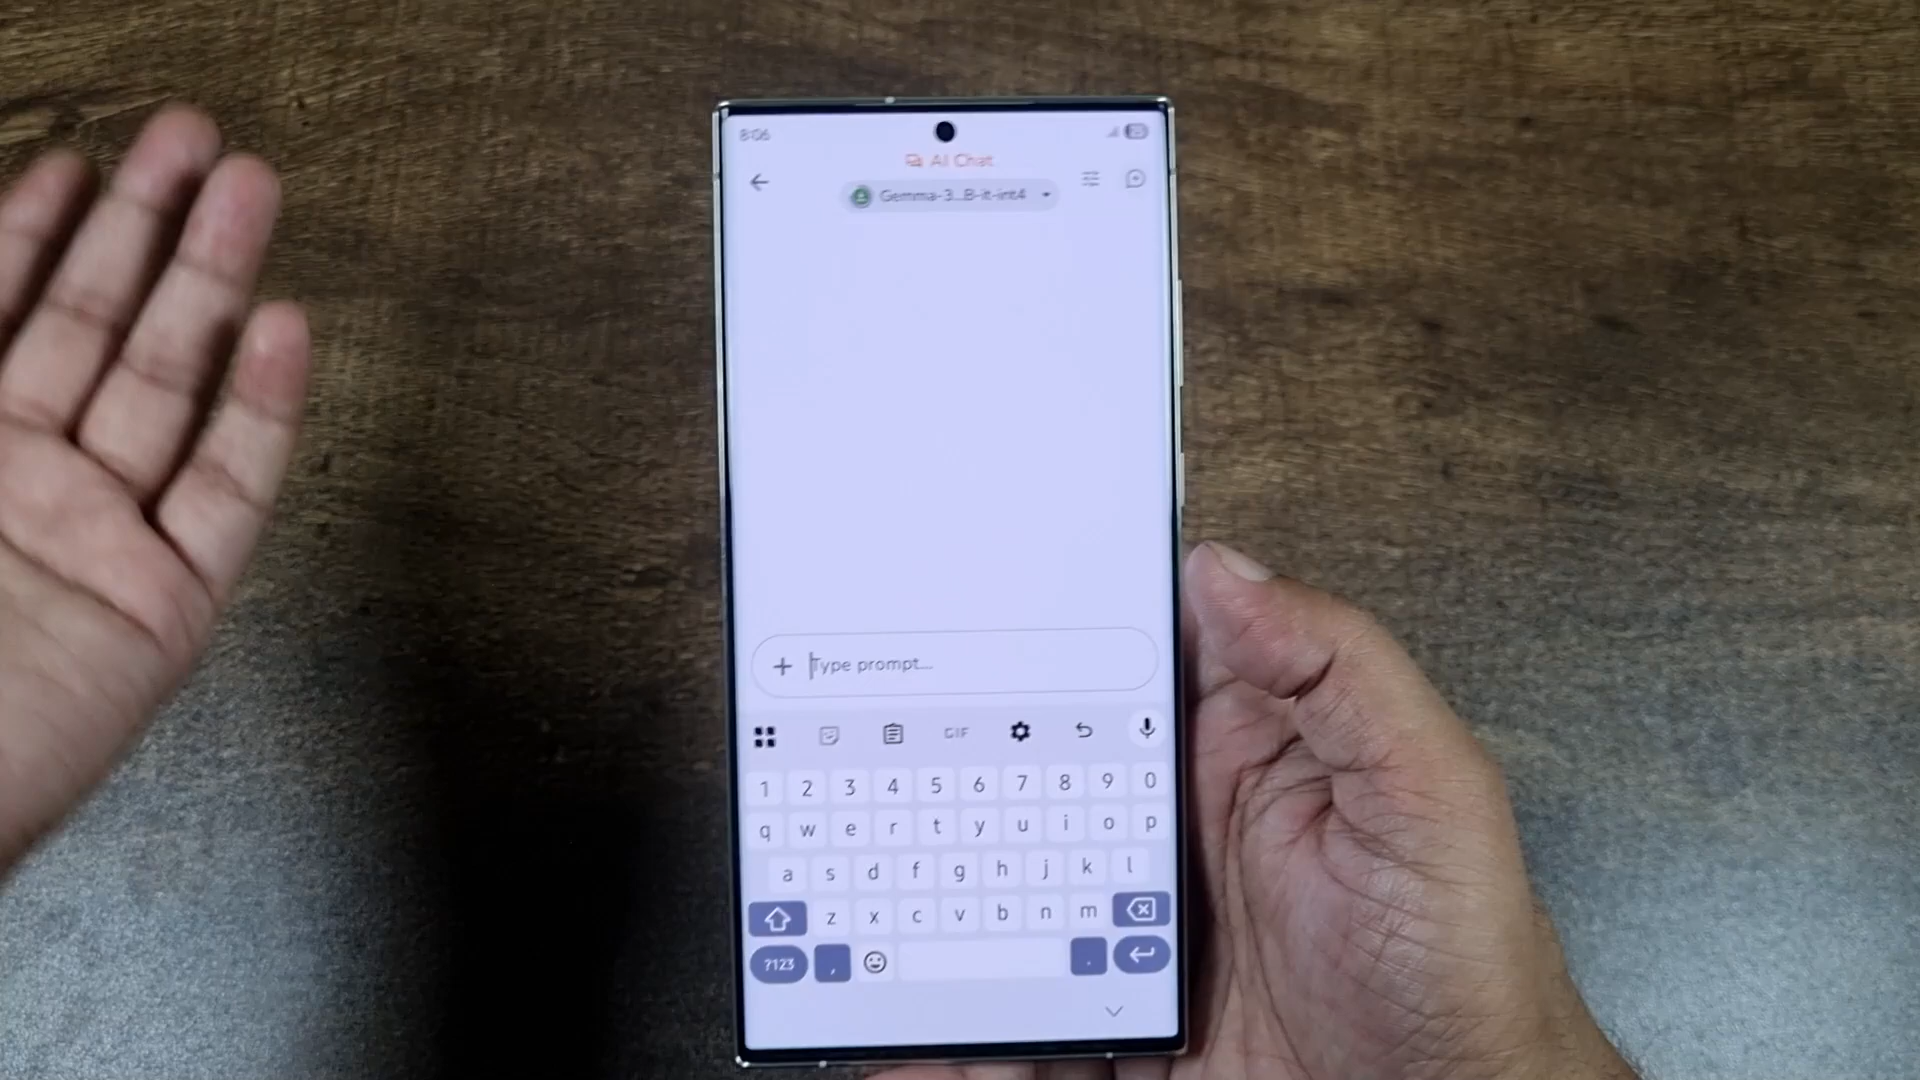 8:06
AI Chat
Gemma-3...B-it-int4
Type prompt...
GIF
1 2 3 4 5 6 7 8 9 0
q w e r t y u i o p
a s d f g h j k l
z x c v b n m
?123 , .